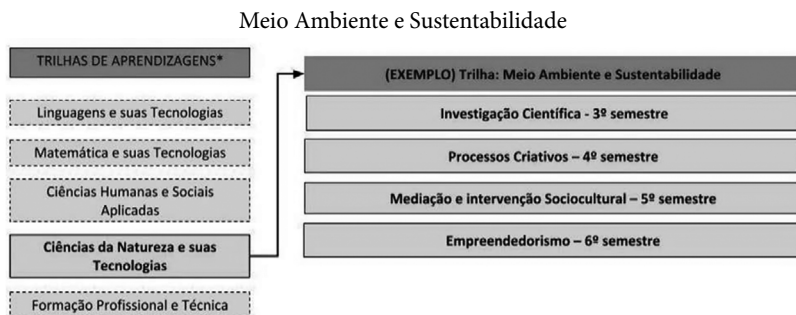 Meio Ambiente e Sustentabilidade
TRILHAS DE APRENDIZAGENS*
Linguagens e suas Tecnologias
Matemática e suas Tecnologias
Ciências Humanas e Sociais
Aplicadas
Ciências da Natureza e suas
Tecnologias
Formação Profissional e Técnica
(EXEMPLO) Trilha: Meio Ambiente e Sustentabilidade
Investigação Científica - 3º semestre
Processos Criativos – 4º semestre
Mediação e intervenção Sociocultural – 5º semestre
Empreendedorismo – 6º semestre